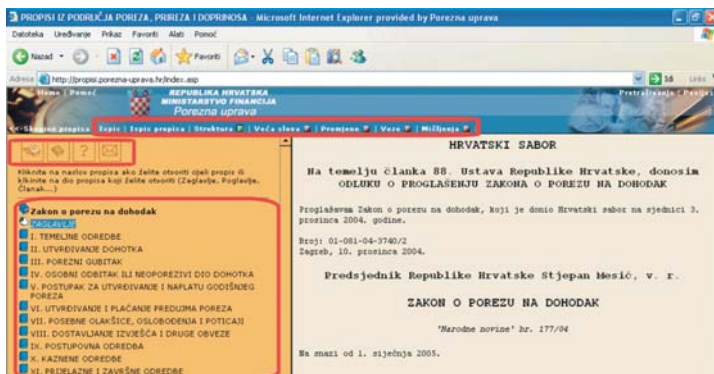 PROPISI IZ PODRUČJA POREZA, PRIREZA I DOPRINOSA - Microsoft Internet Explorer provided by Porezna uprava
Datoteka Uređivanje Prikaz Favoriti Alati Pomoć
Nazad Favoriti
Adresa http://propisi.porezna-uprava.hr/index.asp Idi Links
Home | Pomoć
REPUBLIKA HRVATSKA
MINISTARSTVO FINANCIJA
Porezna uprava
Pretraživanje | Povijest
<<-Skupine propisa Ispis | Ispis propisa | Struktura | Veća slova | Promjene | Veze | Mišljenja
Kliknite na naslov propisa ako želite otvoriti cijeli propis ili
kliknite na dio propisa koji želite otvoriti (Zaglavlje, Poglavlje,
Članak...)
Zakon o porezu na dohodak
ZAGLAVLJE
I. TEMELJNE ODREDBE
II. UTVRĐIVANJE DOHOTKA
III. POREZNI GUBITAK
IV. OSOBNI ODBITAK ILI NEOPOREZIVI DIO DOHOTKA
V. POSTUPAK ZA UTVRĐIVANJE I NAPLATU GODIŠNJEG
POREZA
VI. UTVRĐIVANJE I PLAĆANJE PREDUJMA POREZA
VII. POSEBNE OLAKŠICE, OSLOBOĐENJA I POTICAJI
VIII. DOSTAVLJANJE IZVJEŠĆA I DRUGE OBVEZE
IX. POSTUPOVNA ODREDBA
X. KAZNENE ODREDBE
XI. PRIJELAZNE I ZAVRŠNE ODREDBE
HRVATSKI SABOR
Na temelju članka 88. Ustava Republike Hrvatske, donosim
ODLUKU O PROGLAŠENJU ZAKONA O POREZU NA DOHODAK
Proglašavam Zakon o porezu na dohodak, koji je donio Hrvatski sabor na sjednici 3.
prosinca 2004. godine.
Broj: 01-081-04-3740/2
Zagreb, 10. prosinca 2004.
Predsjednik Republike Hrvatske Stjepan Mesić, v. r.
ZAKON O POREZU NA DOHODAK
'Narodne novine' br. 177/04
Na snazi od 1. siječnja 2005.